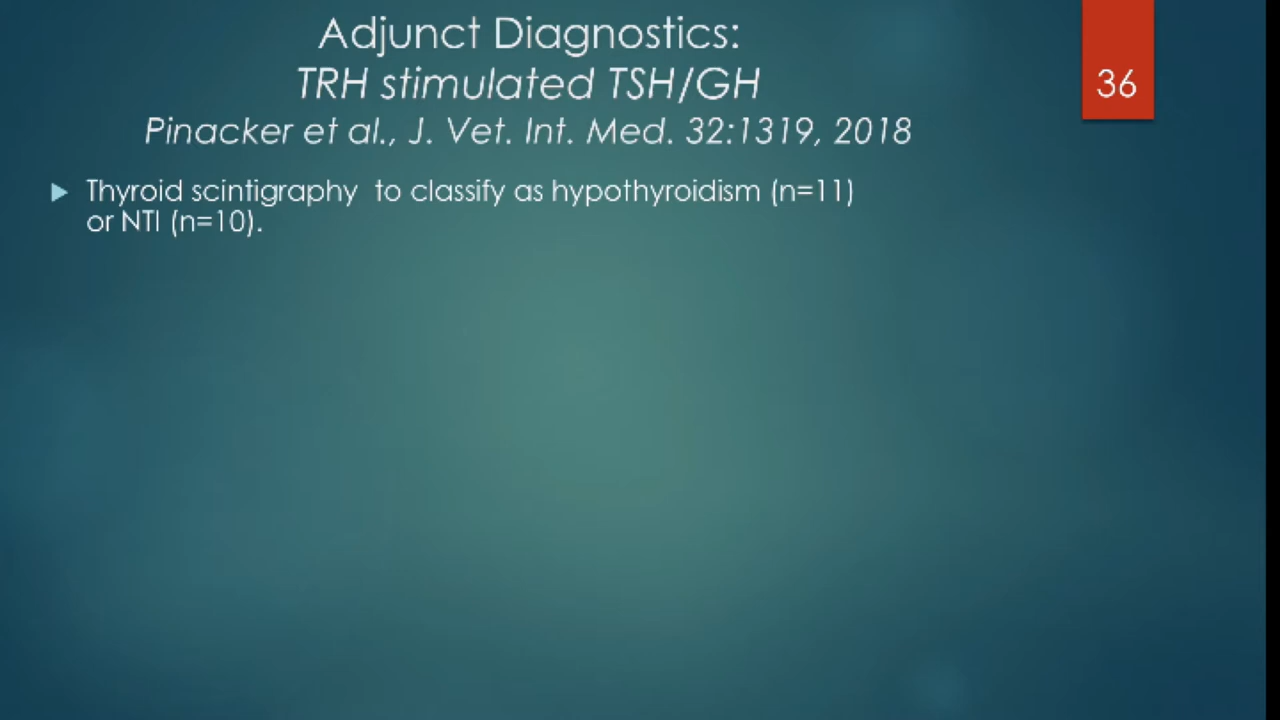 Adjunct Diagnostics:
TRH stimulated TSH/GH
Pinacker et al., J. Vet. Int. Med. 32:1319, 2018
36
Thyroid scintigraphy to classify as hypothyroidism (n=11)
or NTI (n=10).